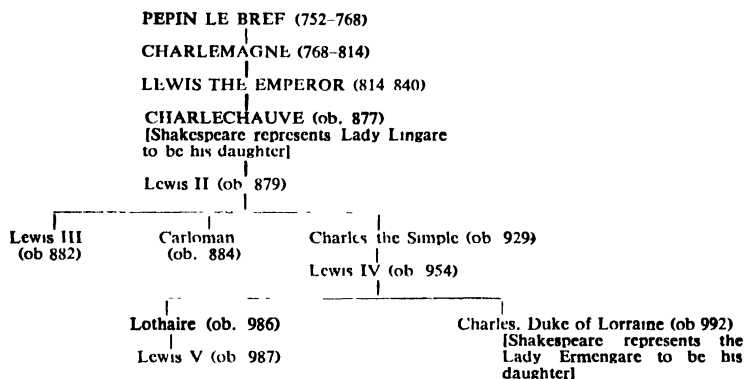 PEPIN LE BREF (752-768)
CHARLEMAGNE (768-814)
LEWIS THE EMPEROR (814 840)
CHARLECHAUVE (ob. 877)
[Shakespeare represents Lady Lingare
to be his daughter]
Lewis II (ob 879)
Lewis III Carloman Charles the Simple (ob 929)
(ob 882) (ob. 884)
Lewis IV (ob 954)
Lothaire (ob. 986) Charles, Duke of Lorraine (ob 992)
[Shakespeare represents the
Lewis V (ob 987) Lady Ermengare to be his
daughter]